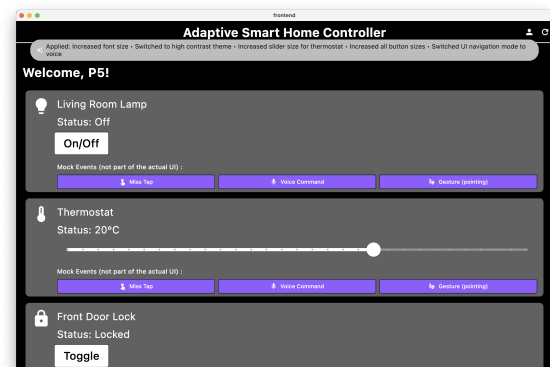 frontend
Adaptive Smart Home Controller
Applied: Increased font size • Switched to high contrast theme • Increased slider size for thermostat • Increased all button sizes • Switched UI navigation mode to
voice
Welcome, P5!
Living Room Lamp
Status: Off
On/Off
Mock Events (not part of the actual UI) :
Miss Tap Voice Command Gesture (pointing)
Thermostat
Status: 20°C
Mock Events (not part of the actual UI) :
Miss Tap Voice Command Gesture (pointing)
Front Door Lock
Status: Locked
Toggle